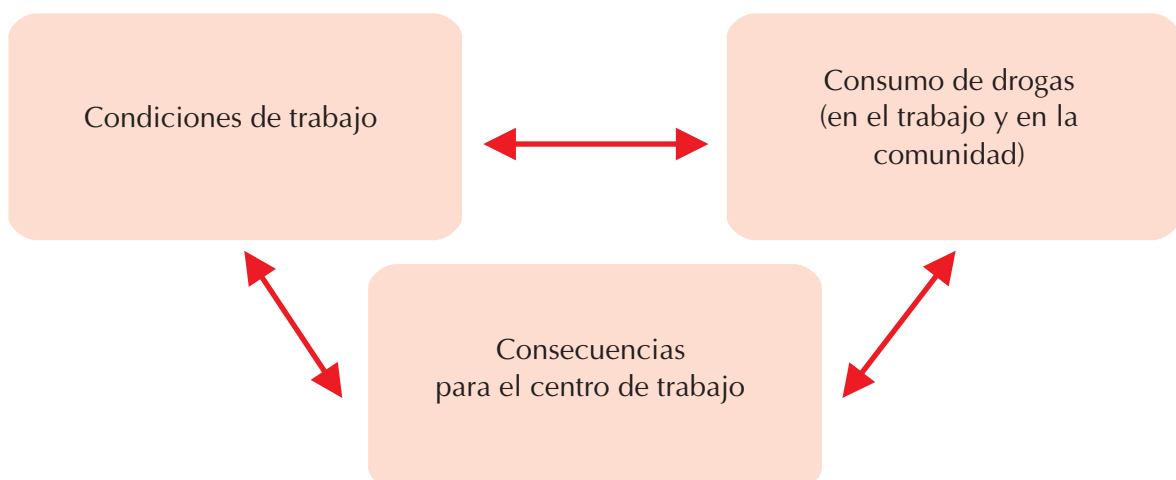 Condiciones de trabajo
Consumo de drogas
(en el trabajo y en la
comunidad)
Consecuencias
para el centro de trabajo